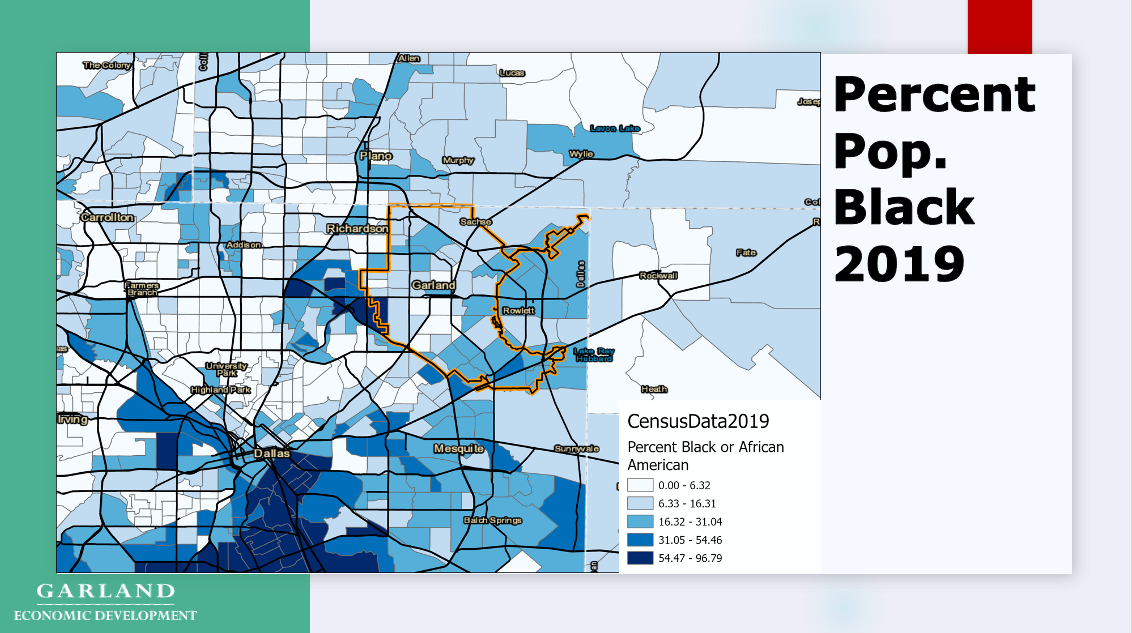 Percent
Pop.
Black
2019
The Colony
Allen
Lucas
Lavon Lake
Plano
Murphy
Wylie
Carrollton
Richardson
Sachse
Addison
Dallas
Fate
Rockwall
Farmers
Branch
Garland
Rowlett
University
Park
Highland Park
Lake Ray
Hubbard
Heath
Irving
Dallas
Mesquite
Sunnyvale
Balch Springs
CensusData2019
Percent Black or African
American
0.00 - 6.32
6.33 - 16.31
16.32 - 31.04
31.05 - 54.46
54.47 - 96.79
GARLAND
ECONOMIC DEVELOPMENT